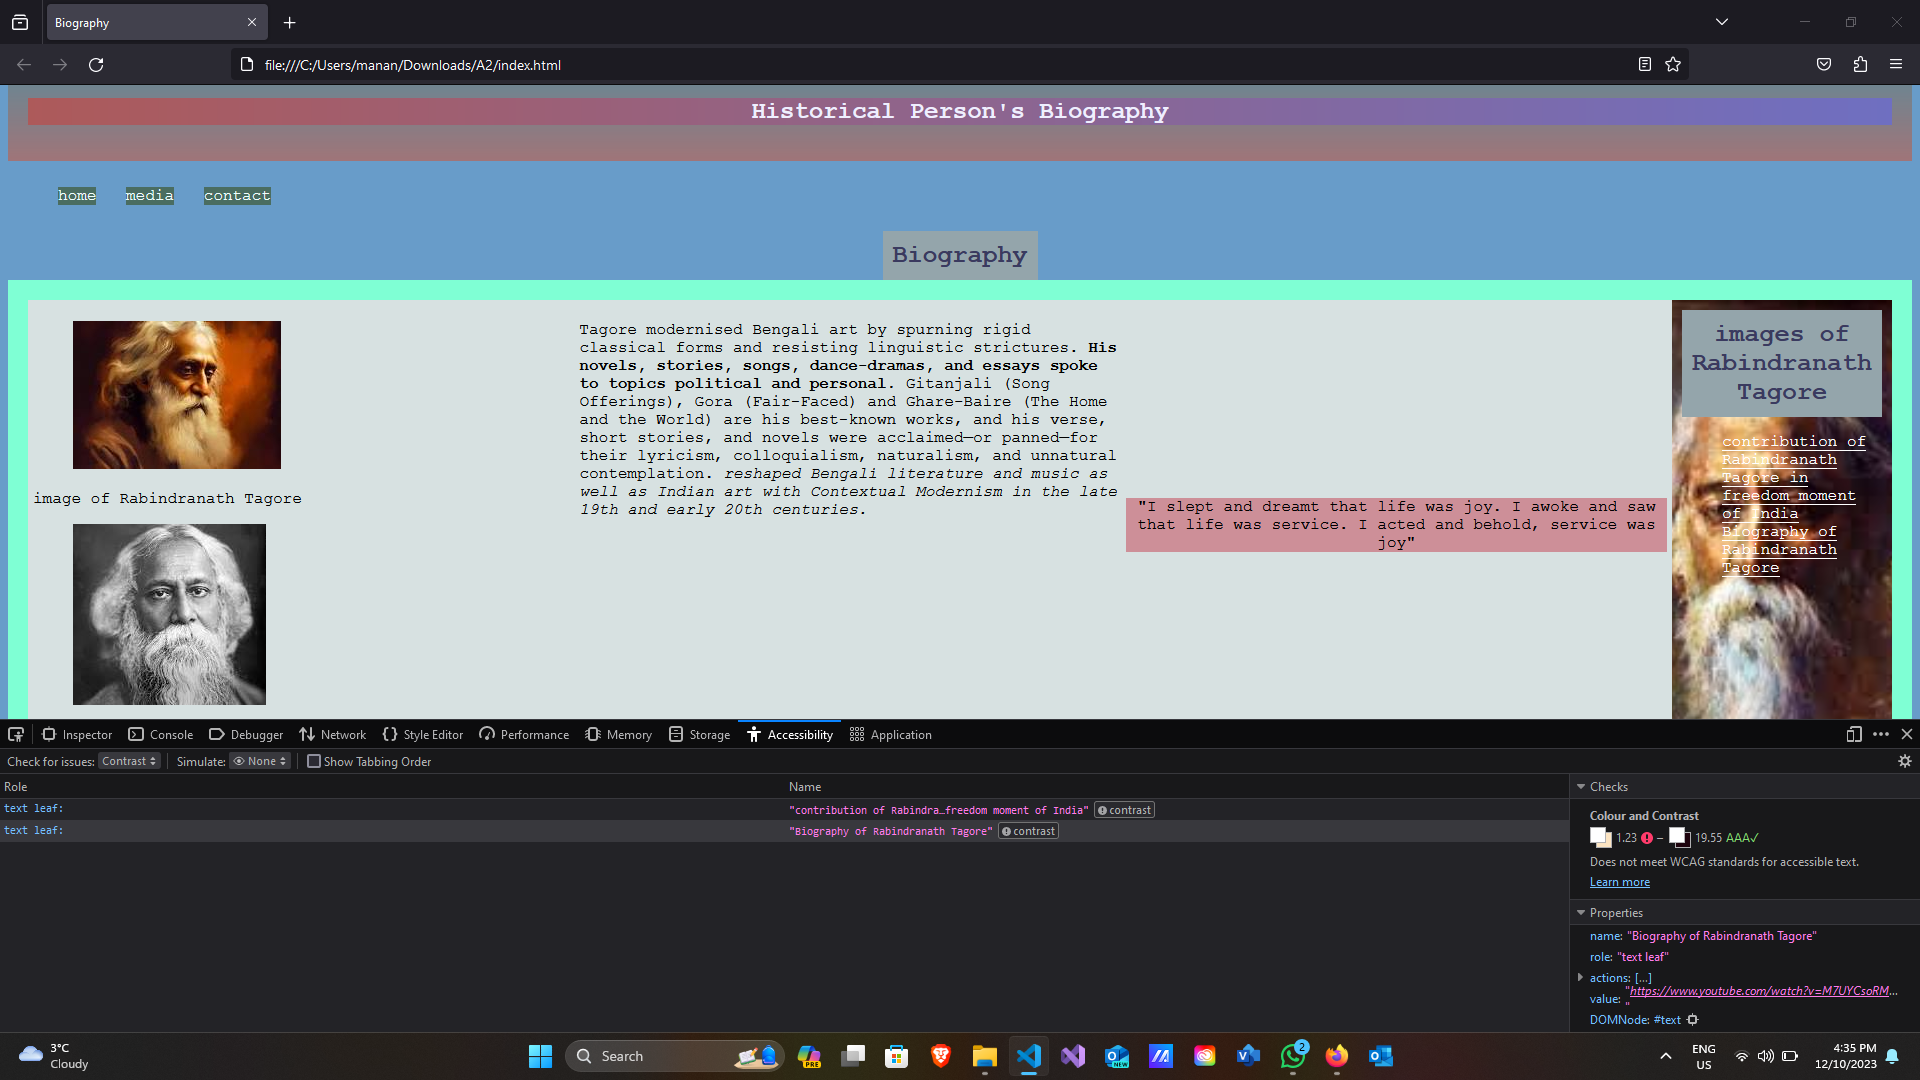 Biography
file:///C:/Users/manan/Downloads/A2/index.html
Historical Person's Biography
home media contact
Biography
image of Rabindranath Tagore
Tagore modernised Bengali art by spurning rigid
classical forms and resisting linguistic strictures. His
novels, stories, songs, dance-dramas, and essays spoke
to topics political and personal. Gitanjali (Song
Offerings), Gora (Fair-Faced) and Ghare-Baire (The Home
and the World) are his best-known works, and his verse,
short stories, and novels were acclaimed—or panned—for
their lyricism, colloquialism, naturalism, and unnatural
contemplation. reshaped Bengali literature and music as
well as Indian art with Contextual Modernism in the late
19th and early 20th centuries.
"I slept and dreamt that life was joy. I awoke and saw
that life was service. I acted and behold, service was
joy"
images of
Rabindranath
Tagore
contribution of
Rabindranath
Tagore in
freedom moment
of india
Biography of
Rabindranath
Tagore
Inspector Console Debugger Network Style Editor Performance Memory Storage Accessibility Application
Check for issues: Contrast Simulate: None Show Tabbing Order
Role Name
text leaf: "contribution of Rabindra…freedom moment of India" contrast
text leaf: "Biography of Rabindranath Tagore" contrast
Checks
Colour and Contrast
1.23 – 19.55 AAA✓
Does not meet WCAG standards for accessible text.
Learn more
Properties
name: "Biography of Rabindranath Tagore"
role: "text leaf"
actions: […]
value: "https://www.youtube.com/watch?v=M7UYCsoRM…"
DOMNode: #text
3°C
Cloudy
Search
PRE
NEW
2
ENG
US
4:35 PM
12/10/2023